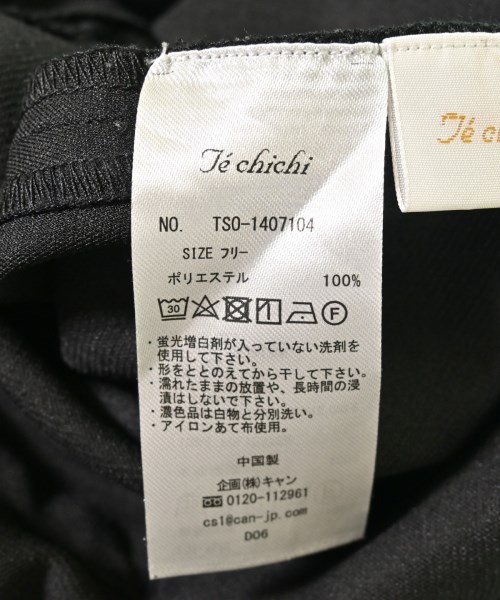 Té chichi
Té
NO. TSO-1407104
SIZE フリー
ポリエステル 100%
30 F
・蛍光増白剤が入っていない洗剤を
使用して下さい。
・形をととのえてから干して下さい。
・濡れたままの放置や、長時間の浸
漬はしないで下さい。
・濃色品は白物と分別洗い。
・アイロンあて布使用。
中国製
企画(株)キャン
0120-112961
cs1@can-jp.com
D06